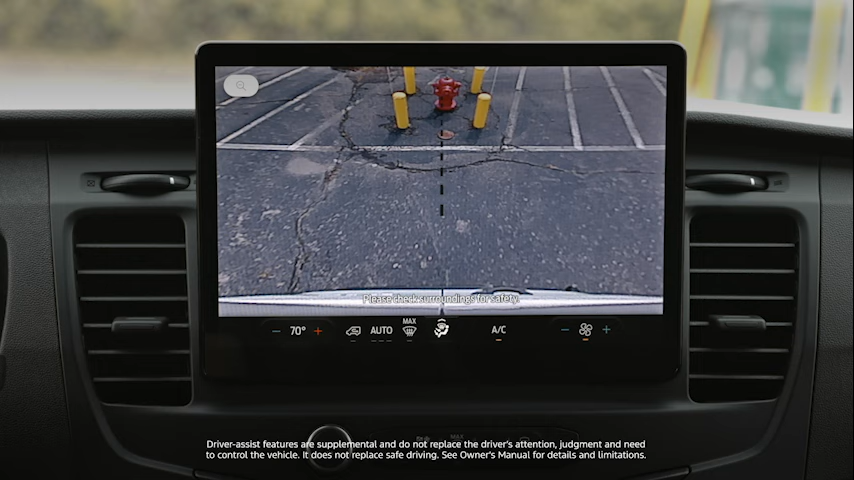 Please check surroundings for safety.
70°
AUTO
MAX
A/C
Driver-assist features are supplemental and do not replace the driver's attention, judgment and need
to control the vehicle. It does not replace safe driving. See Owner's Manual for details and limitations.